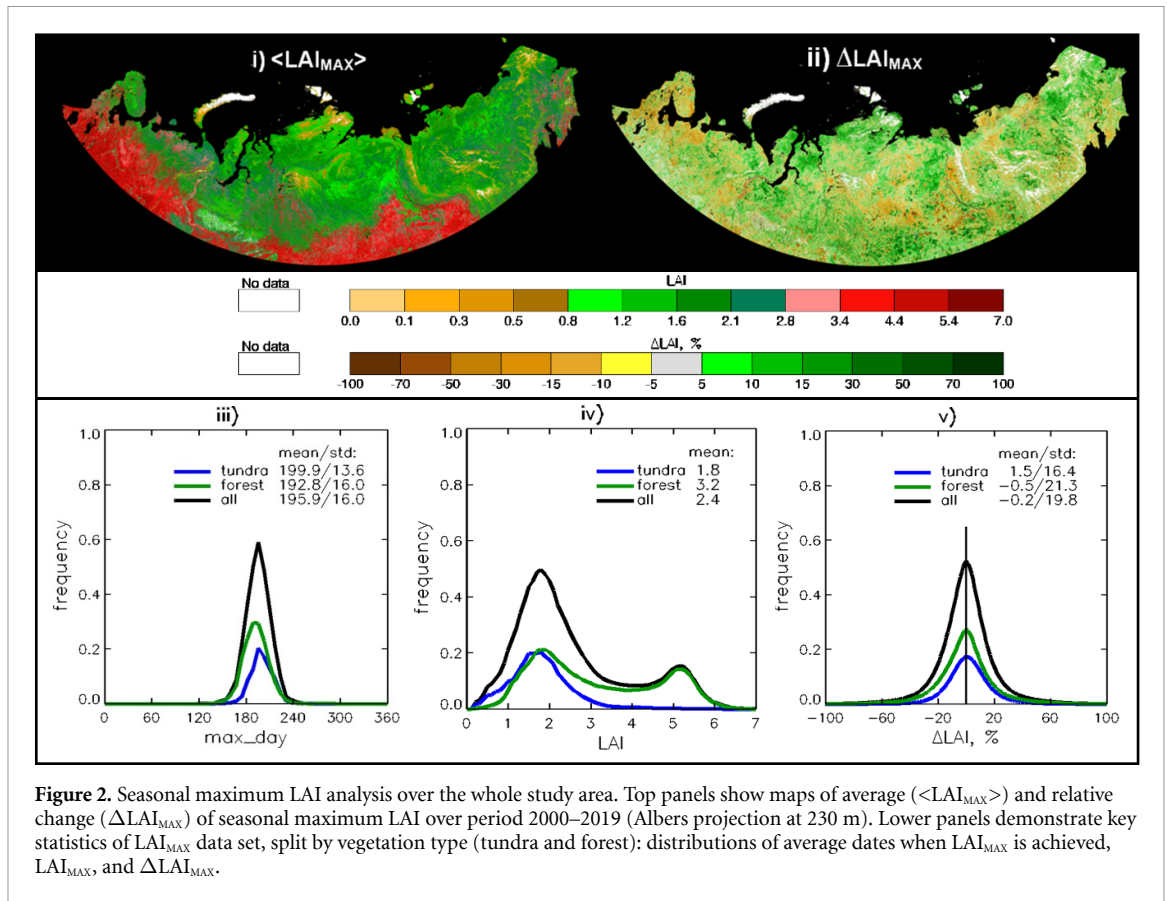 i) <LAIMAX>
ii) ΔLAIMAX
No data
LAI
0.0 0.1 0.3 0.5 0.8 1.2 1.6 2.1 2.8 3.4 4.4 5.4 7.0
No data
ΔLAI, %
-100 -70 -50 -30 -15 -10 -5 5 10 15 30 50 70 100
iii)
1.0
0.8
0.6
0.4
0.2
0.0
frequency
mean/std:
tundra 199.9/13.6
forest 192.8/16.0
all 195.9/16.0
0 60 120 180 240 300 360
max_day
iv)
1.0
0.8
0.6
0.4
0.2
0.0
frequency
mean:
tundra 1.8
forest 3.2
all 2.4
0 1 2 3 4 5 6 7
LAI
v)
1.0
0.8
0.6
0.4
0.2
0.0
frequency
mean/std:
tundra 1.5/16.4
forest −0.5/21.3
all −0.2/19.8
−100 −60 −20 20 60 100
ΔLAI, %
Figure 2. Seasonal maximum LAI analysis over the whole study area. Top panels show maps of average (<LAIMAX>) and relative
change (ΔLAIMAX) of seasonal maximum LAI over period 2000–2019 (Albers projection at 230 m). Lower panels demonstrate key
statistics of LAIMAX data set, split by vegetation type (tundra and forest): distributions of average dates when LAIMAX is achieved,
LAIMAX, and ΔLAIMAX.